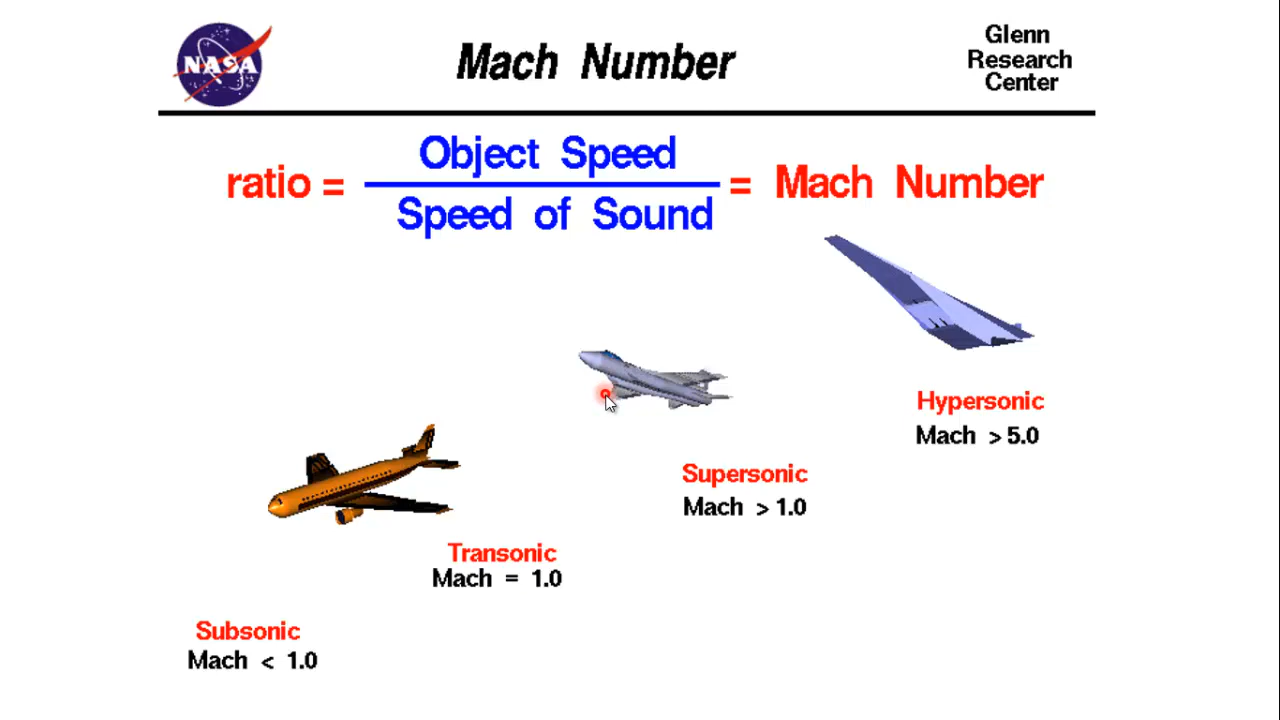 NASA
Mach Number
Glenn
Research
Center
ratio = Object Speed
Speed of Sound = Mach Number
Hypersonic
Mach > 5.0
Supersonic
Mach > 1.0
Transonic
Mach = 1.0
Subsonic
Mach < 1.0